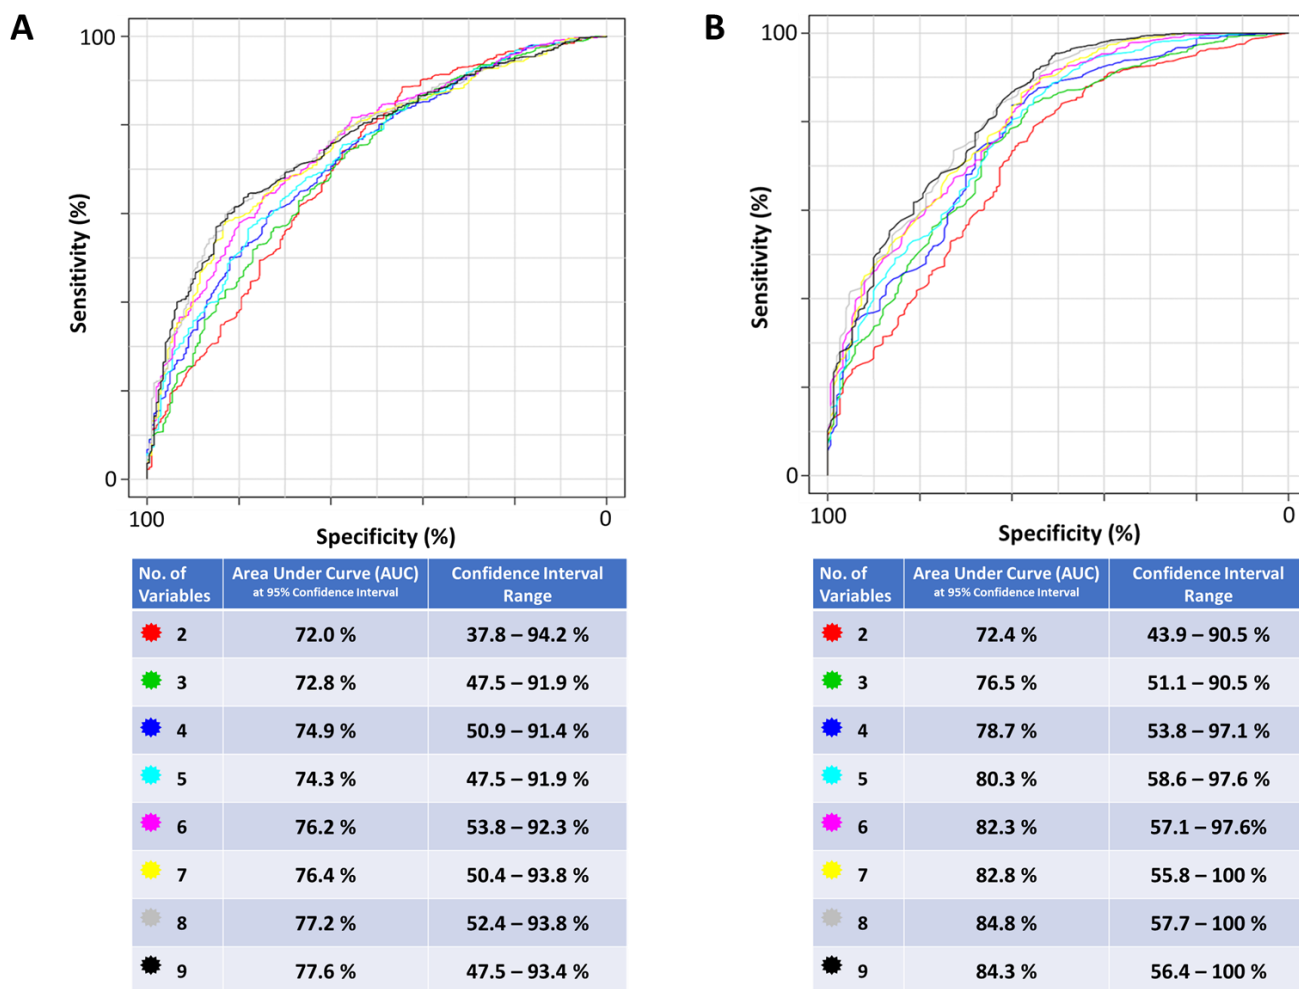 A
100
Sensitivity (%)
0
100
0
Specificity (%)
No. of Variables | Area Under Curve (AUC) at 95% Confidence Interval | Confidence Interval Range
2 72.0 % 37.8 – 94.2 %
3 72.8 % 47.5 – 91.9 %
4 74.9 % 50.9 – 91.4 %
5 74.3 % 47.5 – 91.9 %
6 76.2 % 53.8 – 92.3 %
7 76.4 % 50.4 – 93.8 %
8 77.2 % 52.4 – 93.8 %
9 77.6 % 47.5 – 93.4 %
B
100
Sensitivity (%)
0
100
0
Specificity (%)
No. of Variables | Area Under Curve (AUC) at 95% Confidence Interval | Confidence Interval Range
2 72.4 % 43.9 – 90.5 %
3 76.5 % 51.1 – 90.5 %
4 78.7 % 53.8 – 97.1 %
5 80.3 % 58.6 – 97.6 %
6 82.3 % 57.1 – 97.6%
7 82.8 % 55.8 – 100 %
8 84.8 % 57.7 – 100 %
9 84.3 % 56.4 – 100 %